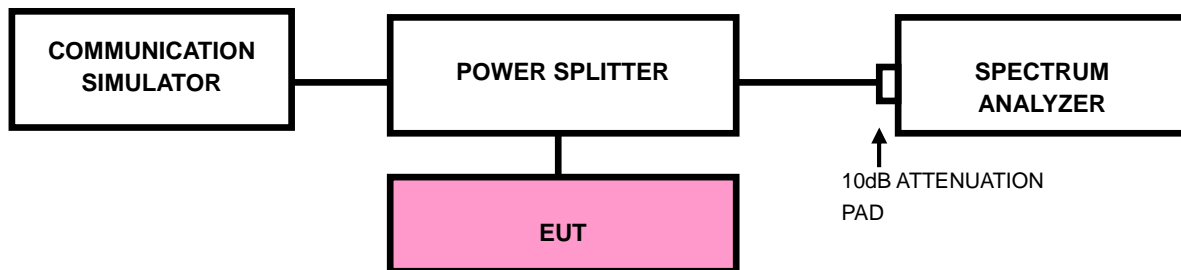 COMMUNICATION
SIMULATOR
POWER SPLITTER
SPECTRUM
ANALYZER
10dB ATTENUATION
PAD
EUT